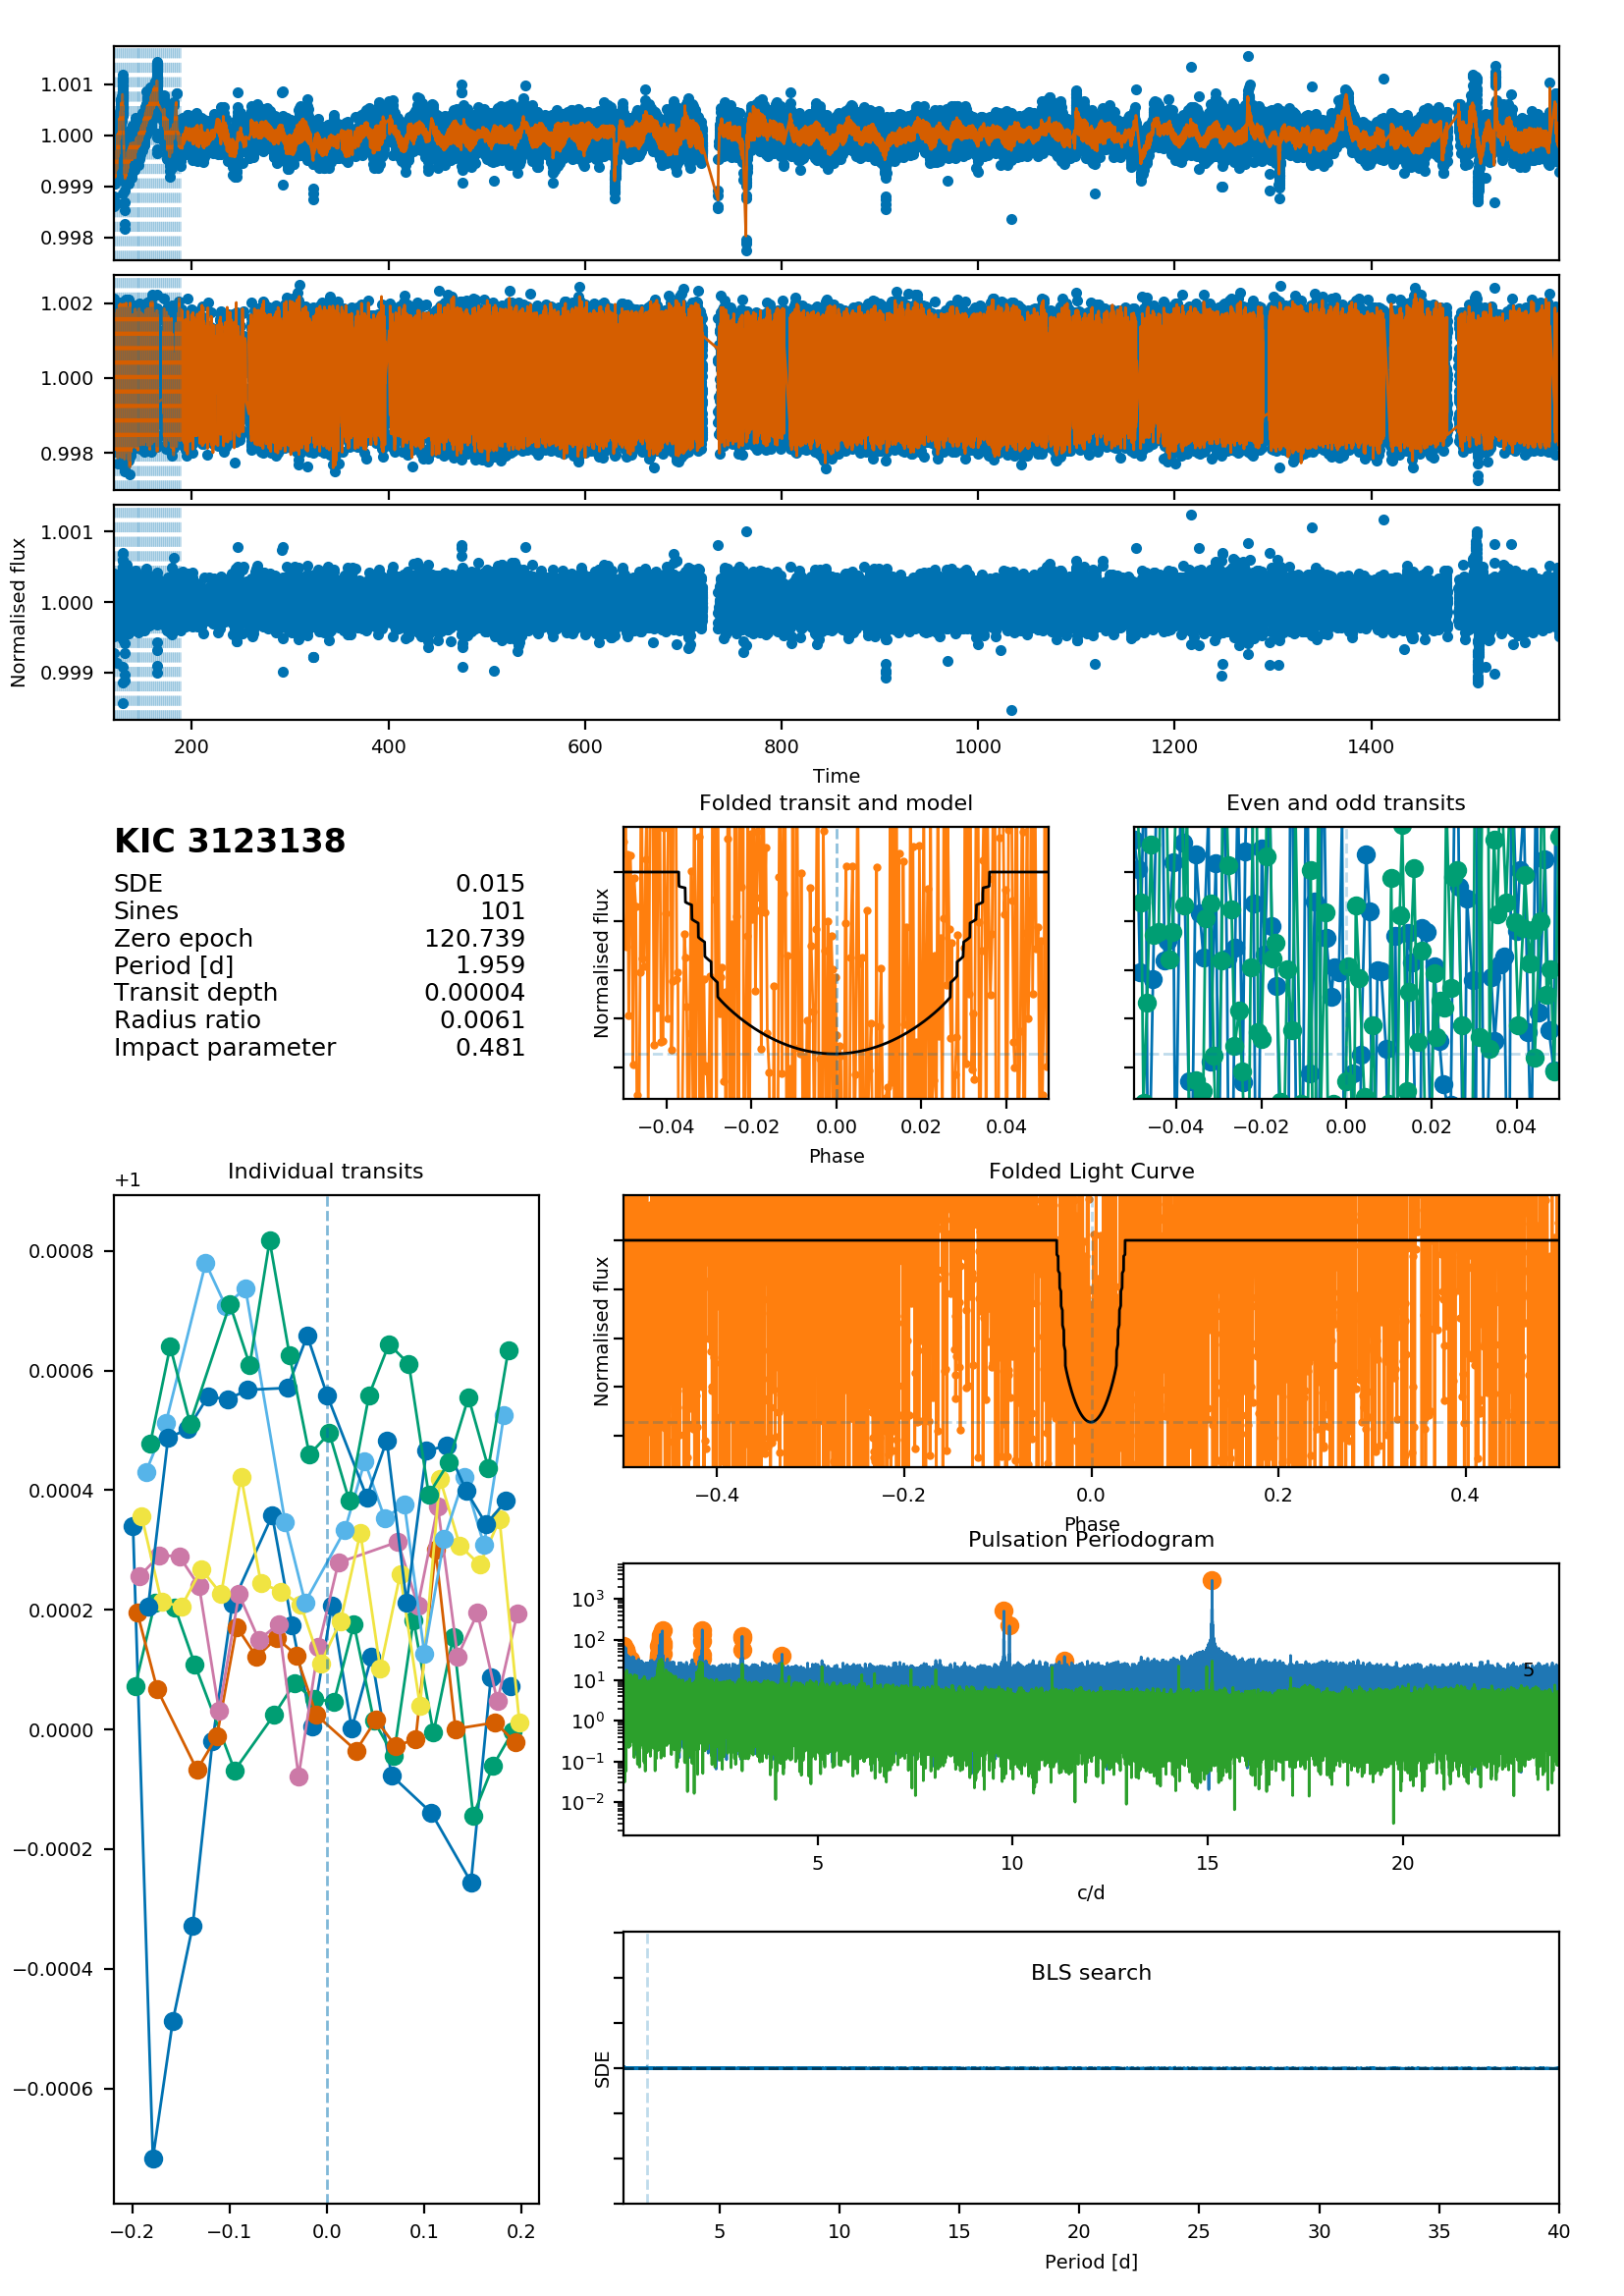 1.001
1.000
0.999
0.998
1.002
1.000
0.998
1.001
1.000
0.999
Normalised flux
200 400 600 800 1000 1200 1400
Time
KIC 3123138
SDE 0.015
Sines 101
Zero epoch 120.739
Period [d] 1.959
Transit depth 0.00004
Radius ratio 0.0061
Impact parameter 0.481
Folded transit and model
Normalised flux
−0.04 −0.02 0.00 0.02 0.04
Phase
Even and odd transits
−0.04 −0.02 0.00 0.02 0.04
Individual transits
+1
0.0008
0.0006
0.0004
0.0002
0.0000
−0.0002
−0.0004
−0.0006
−0.2 −0.1 0.0 0.1 0.2
Folded Light Curve
Normalised flux
−0.4 −0.2 0.0 0.2 0.4
Phase
Pulsation Periodogram
10³
10²
10¹
10⁰
10⁻¹
10⁻²
5
5 10 15 20
c/d
BLS search
SDE
5 10 15 20 25 30 35 40
Period [d]